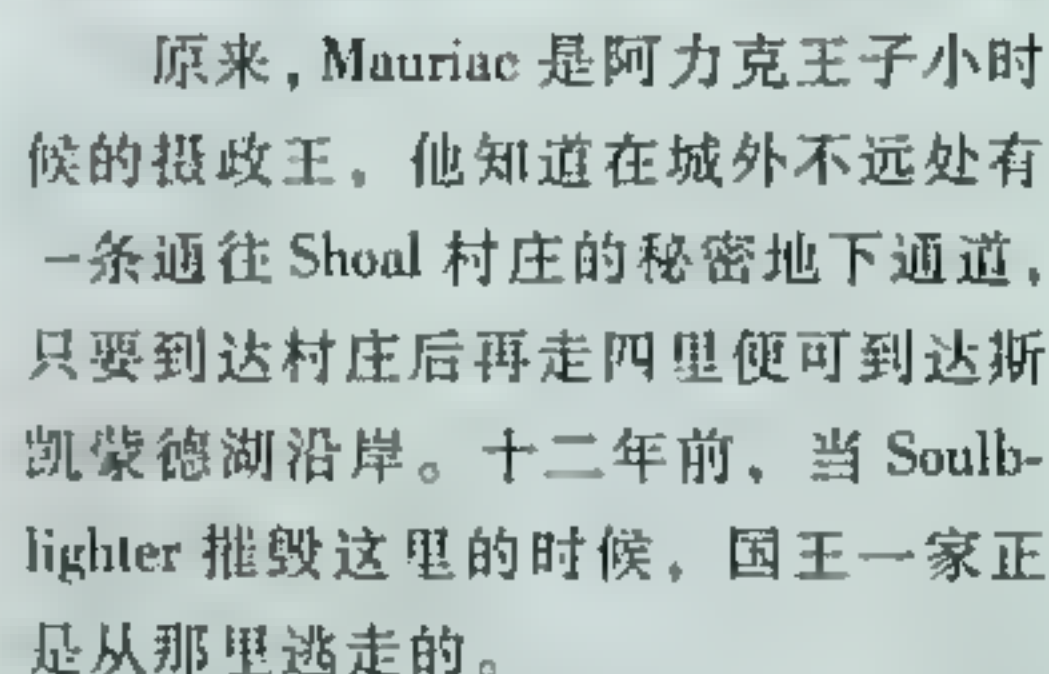 原来，Mauriac 是阿力克王子小时
候的摄政王，他知道在城外不远处有
一条通往 Shoal 村庄的秘密地下通道，
只要到达村庄后再走四里便可到达斯
凯蒙德湖沿岸。十二年前，当 Soulb-
lighter 摧毁这里的时候，国王一家正
是从那里逃走的。